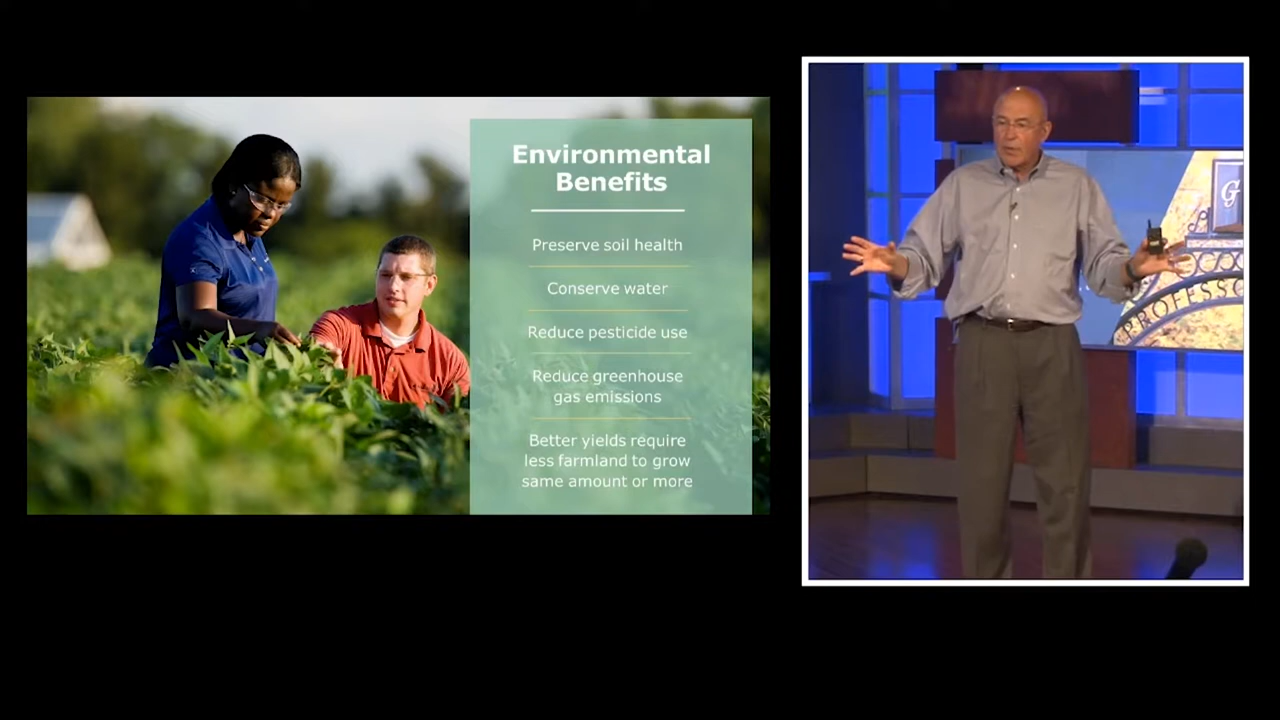 Environmental
Benefits
Preserve soil health
Conserve water
Reduce pesticide use
Reduce greenhouse
gas emissions
Better yields require
less farmland to grow
same amount or more
G
PROFESS